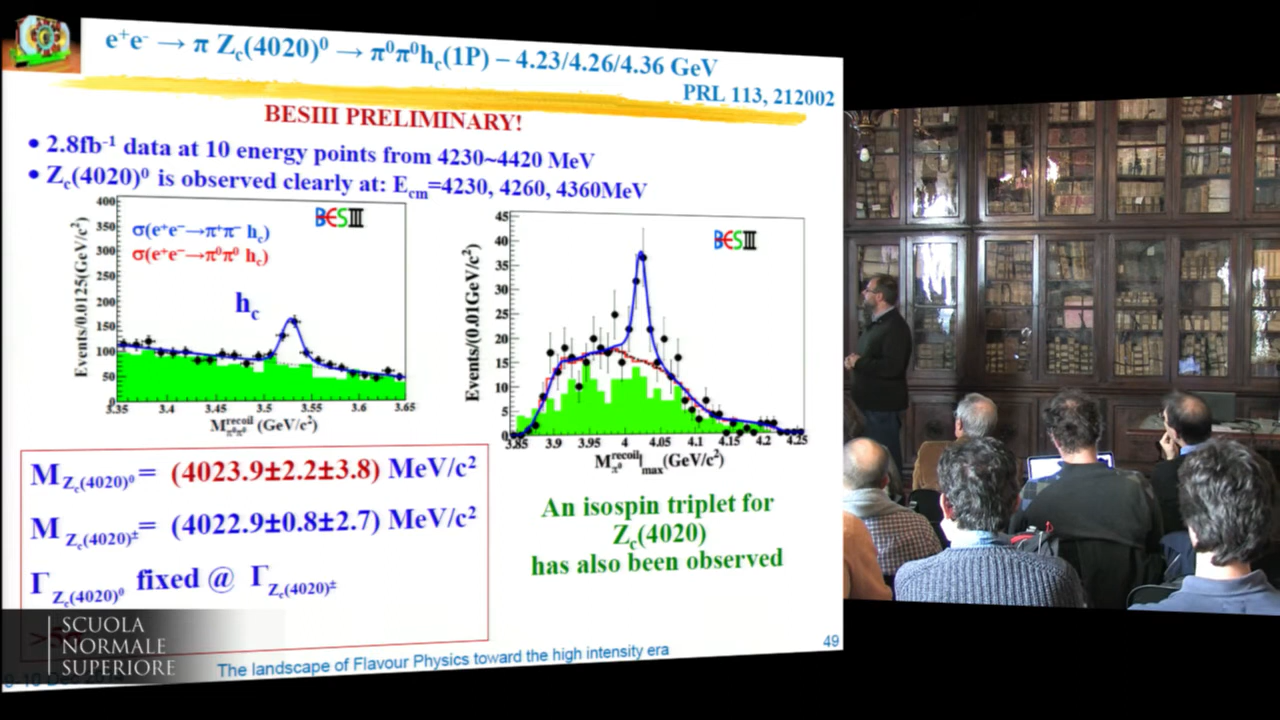 e⁺e⁻ → π Z_c(4020)⁰ → π⁰π⁰h_c(1P) – 4.23/4.26/4.36 GeV
PRL 113, 212002
BESIII PRELIMINARY!
• 2.8fb⁻¹ data at 10 energy points from 4230~4420 MeV
• Z_c(4020)⁰ is observed clearly at: E_cm=4230, 4260, 4360MeV
Events/0.0125(GeV/c²)
400
350
300
250
200
150
100
50
0
σ(e⁺e⁻→π⁺π⁻ h_c)
σ(e⁺e⁻→π⁰π⁰ h_c)
BESIII
h_c
3.35 3.4 3.45 3.5 3.55 3.6 3.65
M^recoil_π⁰π⁰ (GeV/c²)
Events/(0.01GeV/c²)
45
40
35
30
25
20
15
10
5
0
BESIII
3.85 3.9 3.95 4 4.05 4.1 4.15 4.2 4.25
M^recoil_π⁰|_max(GeV/c²)
M_Z_c(4020)⁰= (4023.9±2.2±3.8) MeV/c²
M_Z_c(4020)±= (4022.9±0.8±2.7) MeV/c²
Γ_Z_c(4020)⁰ fixed @ Γ_Z_c(4020)±
An isospin triplet for
Z_c(4020)
has also been observed
SCUOLA
NORMALE
SUPERIORE
The landscape of Flavour Physics toward the high intensity era
49